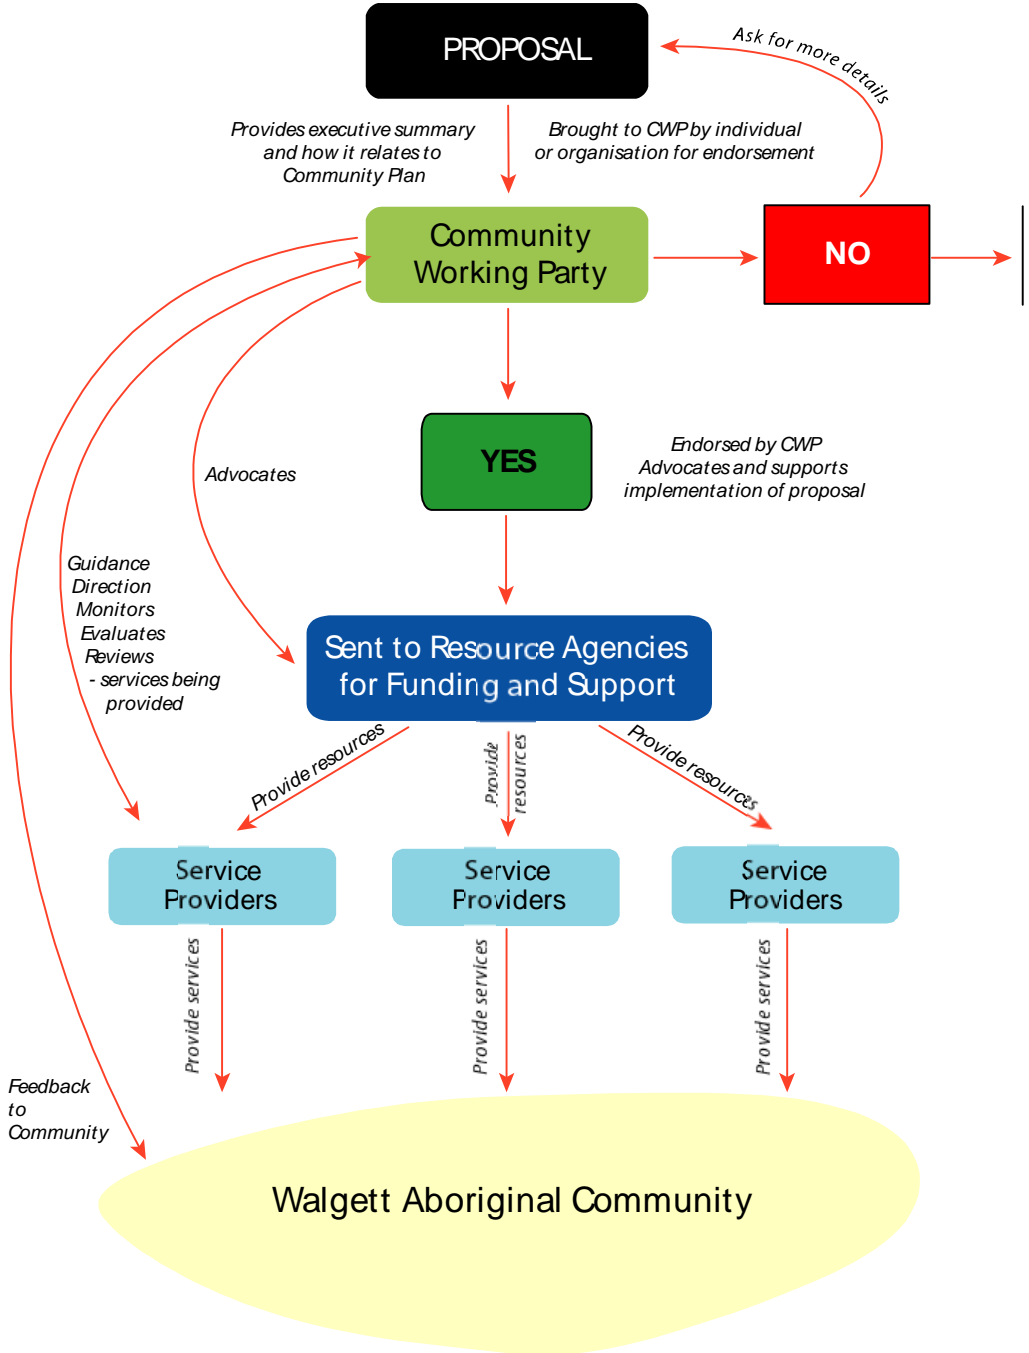 PROPOSAL
Ask for more details
Provides executive summary
and how it relates to
Community Plan
Brought to CWP by individual
or organisation for endorsement
Community
Working Party
NO
YES
Endorsed by CWP
Advocates and supports
implementation of proposal
Advocates
Guidance
Direction
Monitors
Evaluates
Reviews
- services being
provided
Sent to Resource Agencies
for Funding and Support
Provide resources
Provide
resources
Provide resources
Service
Providers
Service
Providers
Service
Providers
Provide services
Provide services
Provide services
Feedback
to
Community
Walgett Aboriginal Community